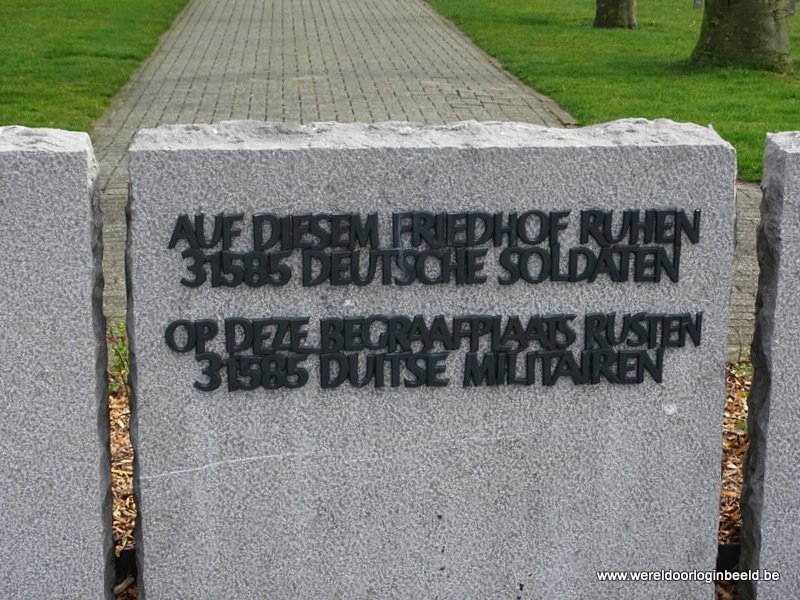 AUF DIESEM FRIEDHOF RUHEN
31585 DEUTSCHE SOLDATEN
OP DEZE BEGRAAFPLAATS RUSTEN
31585 DUITSE MILITAIREN
www.wereldoorloginbeeld.be